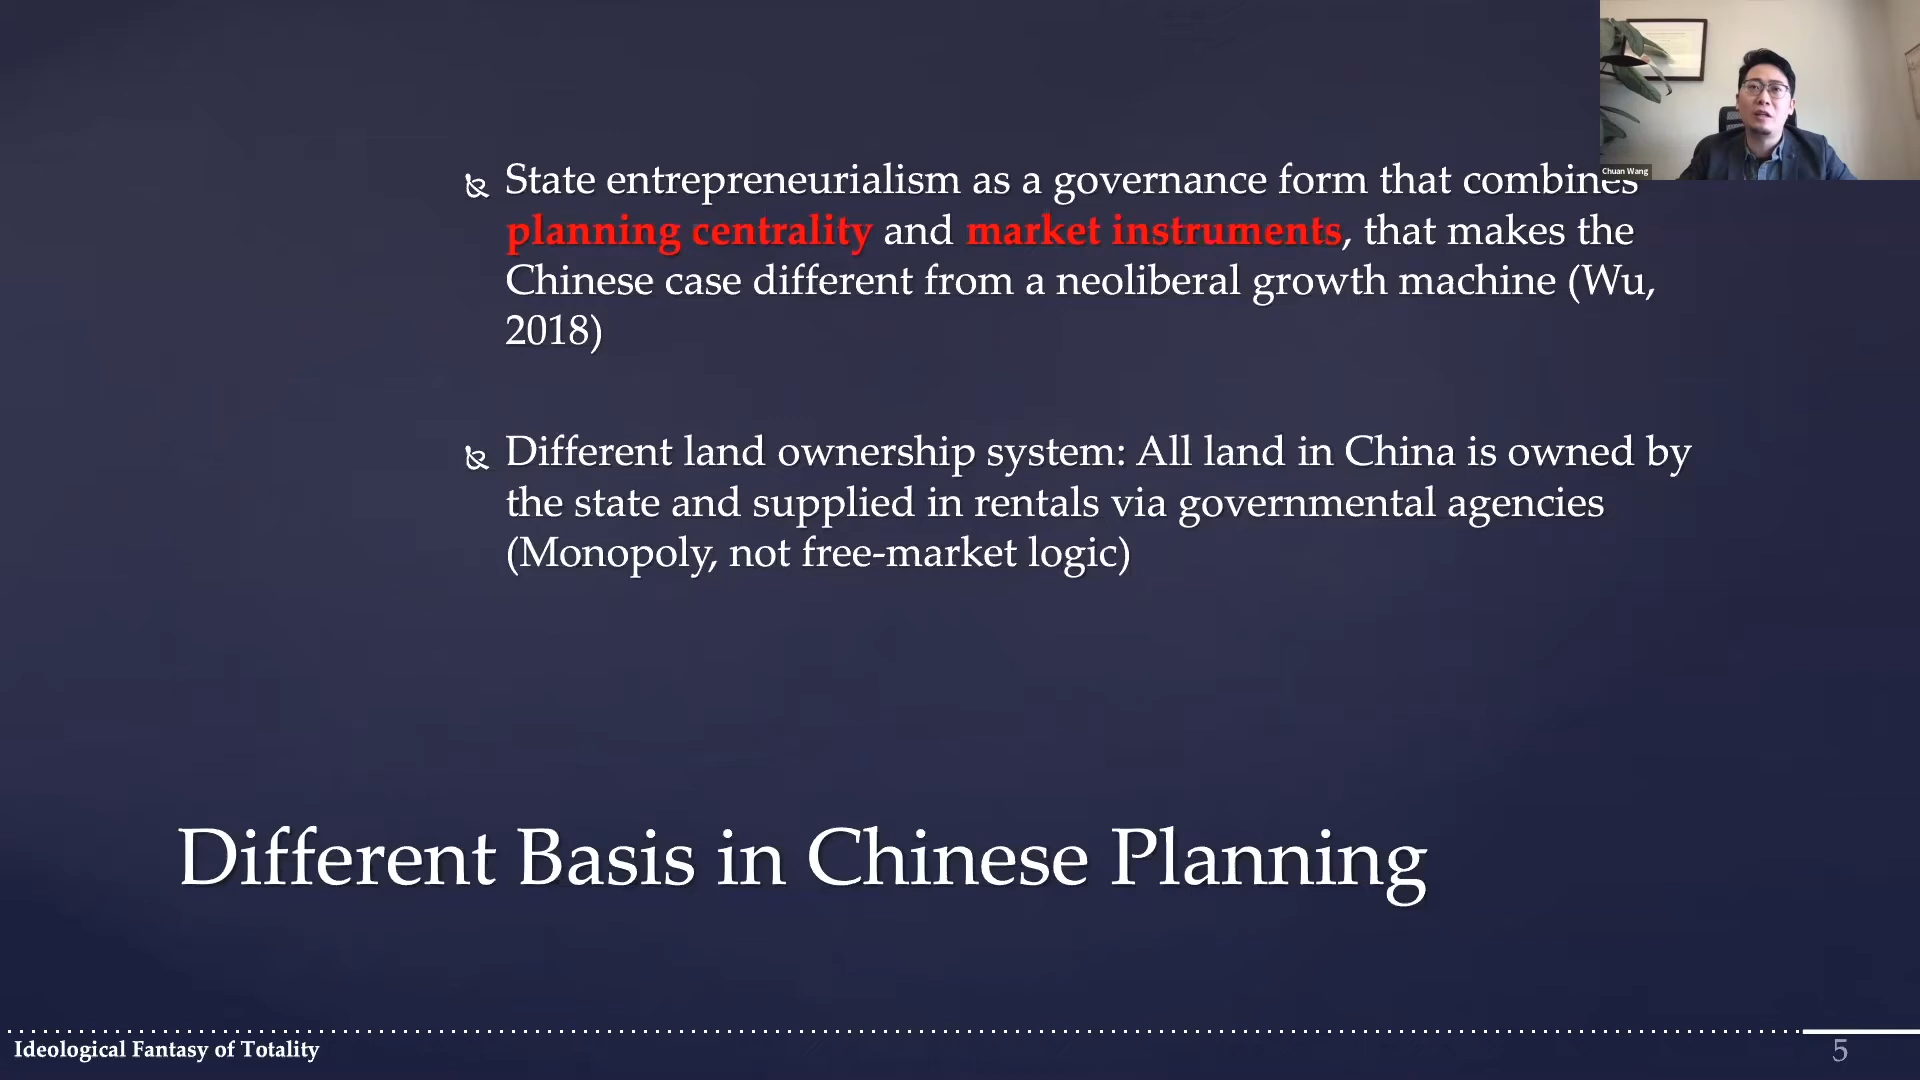 Chuan Wang
State entrepreneurialism as a governance form that combines
planning centrality and market instruments, that makes the
Chinese case different from a neoliberal growth machine (Wu,
2018)
Different land ownership system: All land in China is owned by
the state and supplied in rentals via governmental agencies
(Monopoly, not free-market logic)
Different Basis in Chinese Planning
Ideological Fantasy of Totality
5